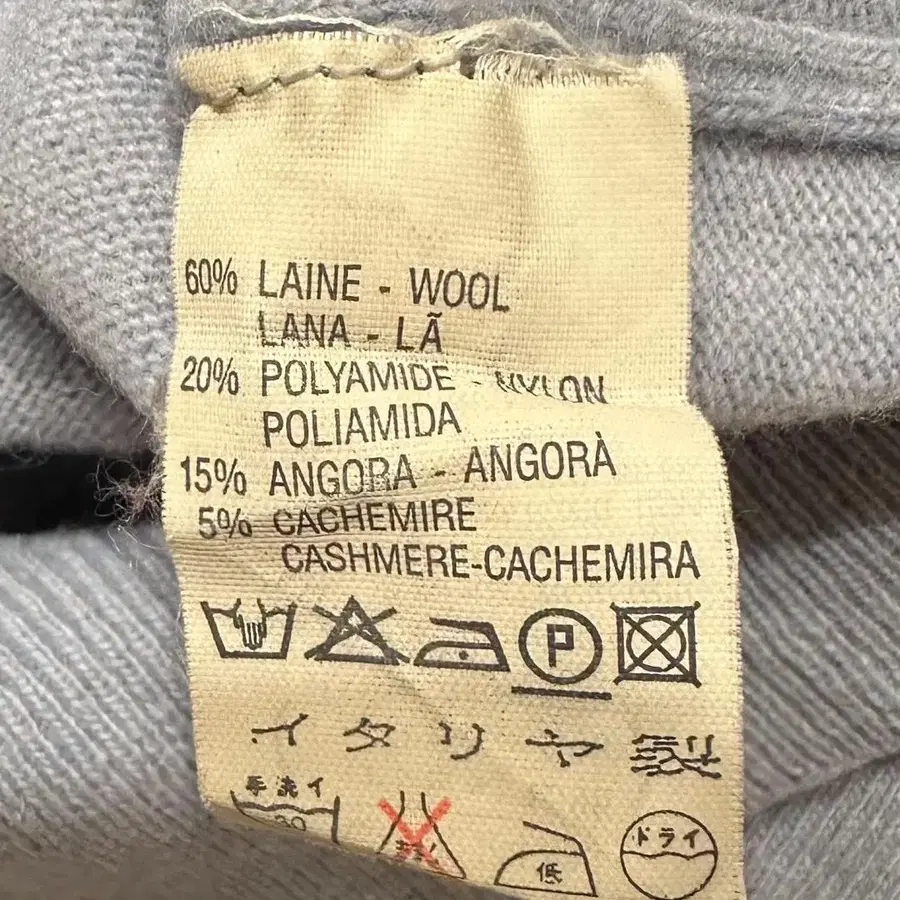 60% LAINE - WOOL
LANA - LÃ
20% POLYAMIDE - NYLON
POLIAMIDA
15% ANGORA - ANGORÀ
5% CACHEMIRE
CASHMERE-CACHEMIRA
P
イタリヤ製
手洗イ
30
低
ドライ